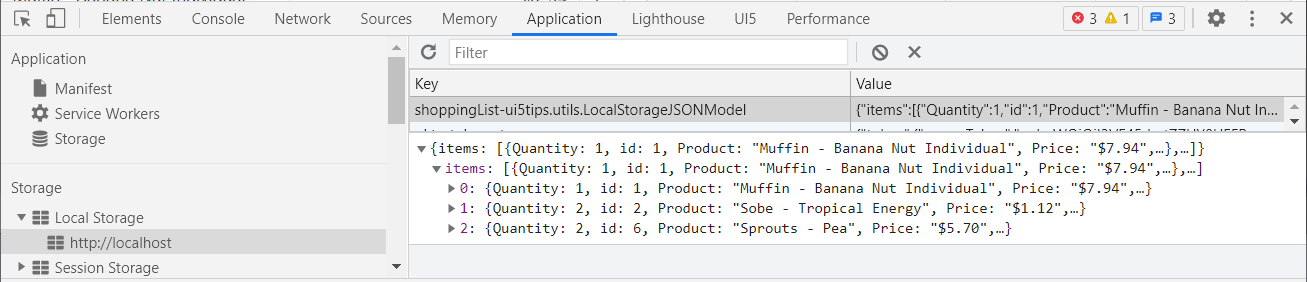 Elements Console Network Sources Memory Application Lighthouse UI5 Performance 3 1 3
Application
Manifest
Service Workers
Storage
Storage
Local Storage
http://localhost
Session Storage
Filter
Key Value
shoppingList-ui5tips.utils.LocalStorageJSONModel {"items":[{"Quantity":1,"id":1,"Product":"Muffin - Banana Nut In...
{items: [{Quantity: 1, id: 1, Product: "Muffin - Banana Nut Individual", Price: "$7.94",…},…]}
items: [{Quantity: 1, id: 1, Product: "Muffin - Banana Nut Individual", Price: "$7.94",…},…]
0: {Quantity: 1, id: 1, Product: "Muffin - Banana Nut Individual", Price: "$7.94",…}
1: {Quantity: 2, id: 2, Product: "Sobe - Tropical Energy", Price: "$1.12",…}
2: {Quantity: 2, id: 6, Product: "Sprouts - Pea", Price: "$5.70",…}